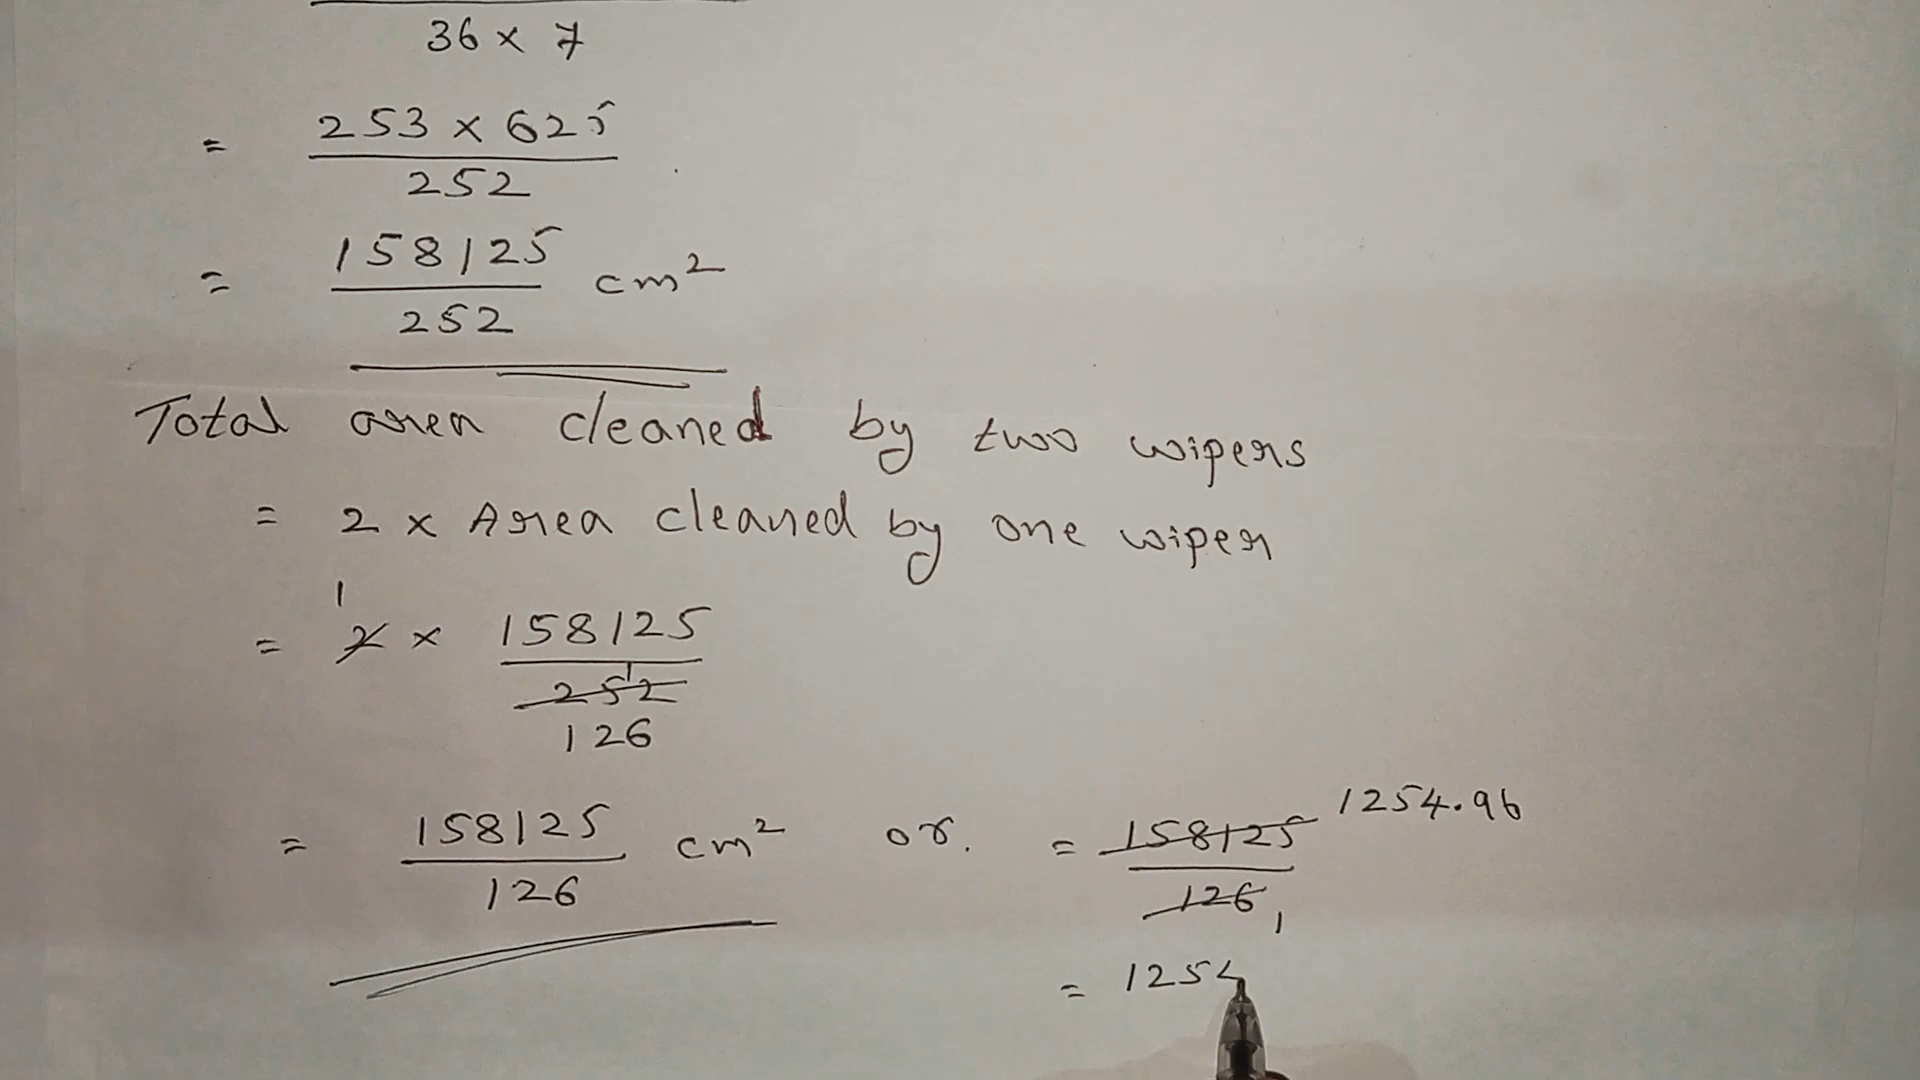 36 × 7
= 253 × 625
252
= 158125 cm²
252
Total area cleaned by two wipers
= 2 × Area cleaned by one wiper
1
= 2 × 158125
252
126
= 158125 cm² or. = 158125 1254.96
126 126 1
= 1254